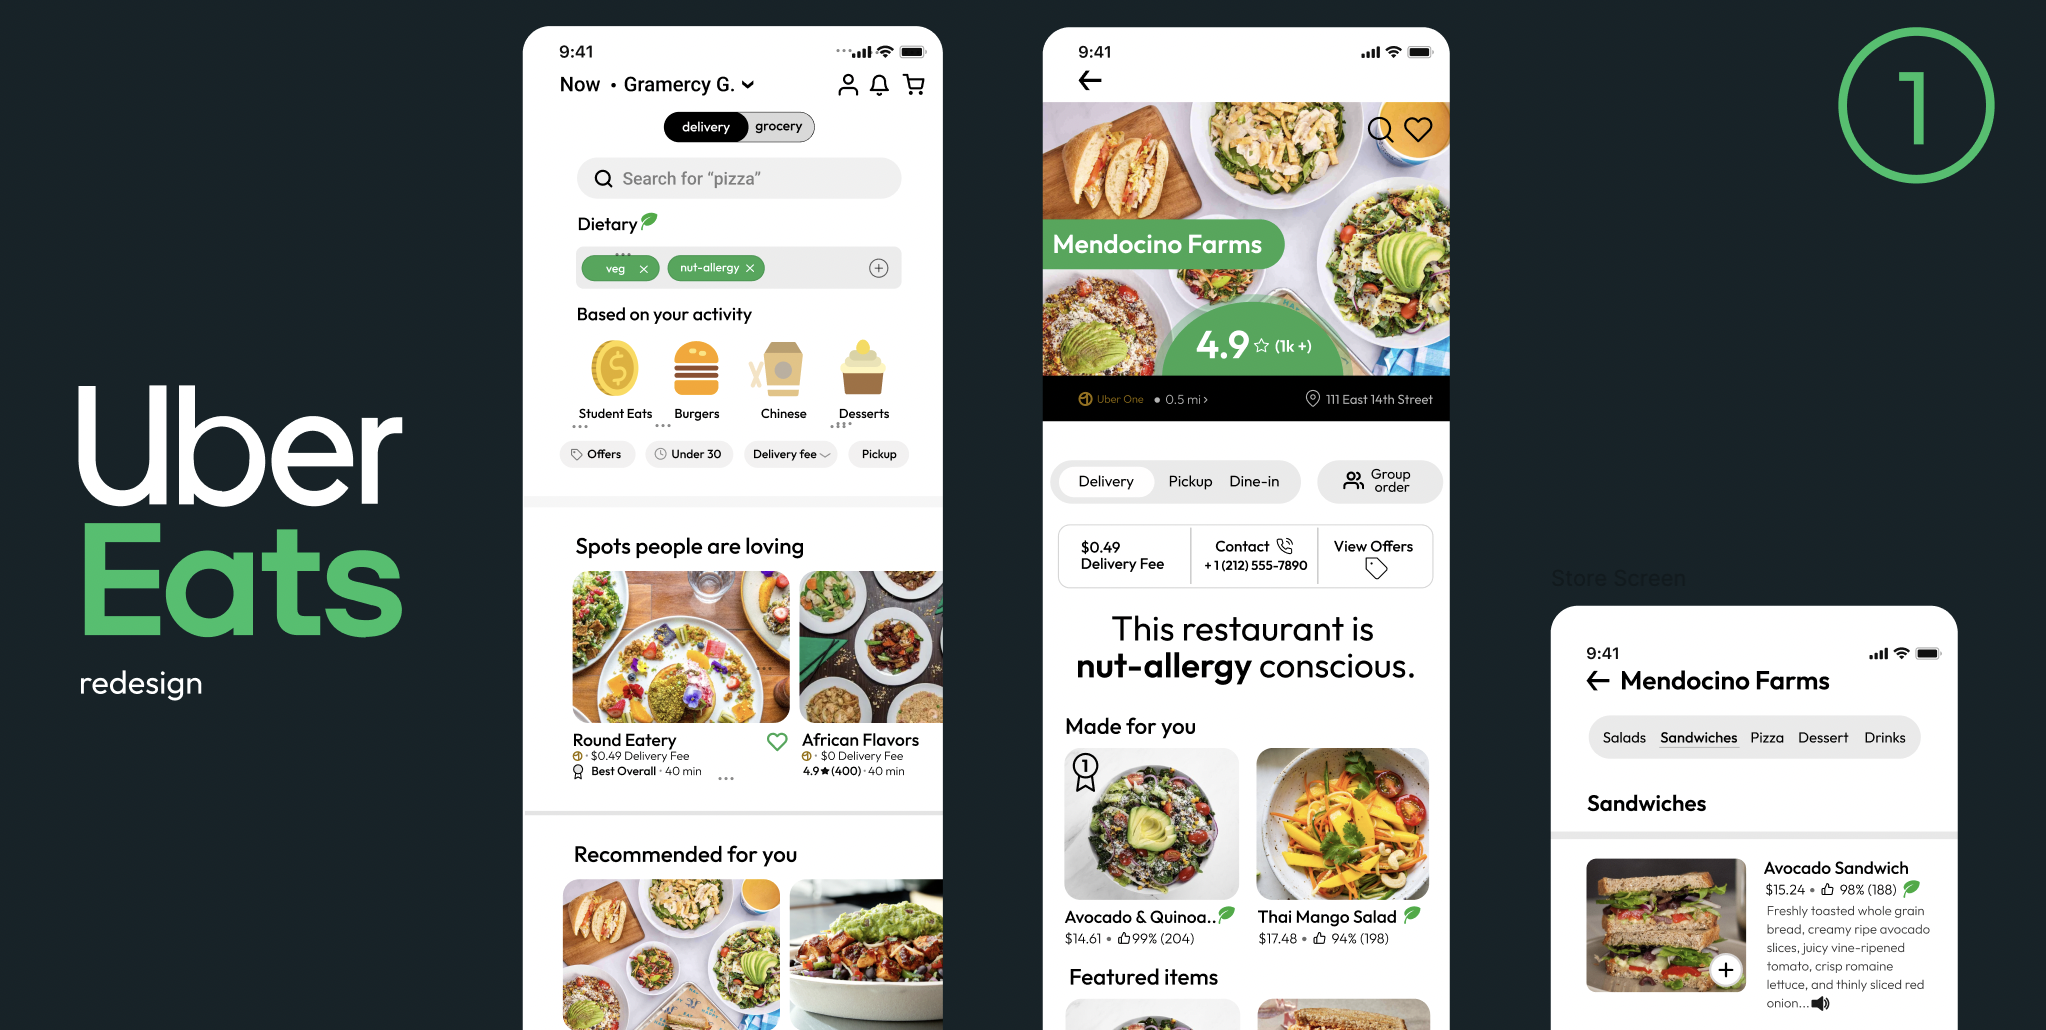 Uber
Eats
redesign
9:41
Now • Gramercy G.
delivery grocery
Search for “pizza”
Dietary
veg × nut-allergy ×
Based on your activity
Student Eats Burgers Chinese Desserts
Offers Under 30 Delivery fee Pickup
Spots people are loving
Round Eatery
· $0.49 Delivery Fee
Best Overall · 40 min
African Flavors
· $0 Delivery Fee
4.9★(400) · 40 min
Recommended for you
9:41
Mendocino Farms
4.9 ☆ (1k +)
Uber One • 0.5 mi › 111 East 14th Street
Delivery Pickup Dine-in
Group
order
$0.49
Delivery Fee
Contact
+ 1 (212) 555-7890
View Offers
This restaurant is
nut-allergy conscious.
Made for you
1
Avocado & Quinoa..
$14.61 • 99% (204)
Thai Mango Salad
$17.48 • 94% (198)
Featured items
1
Store Screen
9:41
Mendocino Farms
Salads Sandwiches Pizza Dessert Drinks
Sandwiches
Avocado Sandwich
$15.24 • 98% (188)
Freshly toasted whole grain
bread, creamy ripe avocado
slices, juicy vine-ripened
tomato, crisp romaine
lettuce, and thinly sliced red
onion...